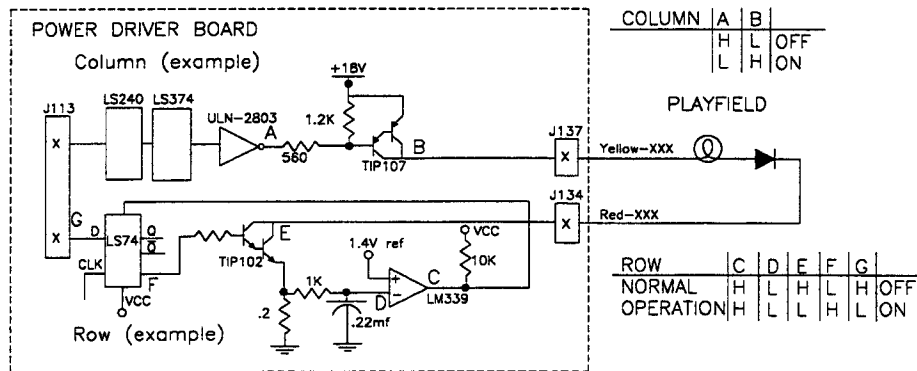 POWER DRIVER BOARD
Column (example)
+18V
J113
LS240
LS374
ULN-2803
A
1.2K
560
B
TIP107
J137
X
X
Yellow-XXX
PLAYFIELD
COLUMN A B
H L OFF
L H ON
J134
X
Red-XXX
G
X
D
LS74
Q
Q
CLK
F
VCC
TIP102
E
1.4V ref
VCC
10K
1K
+
-
C
D
LM339
.2
.22mf
Row (example)
ROW C D E F G
NORMAL H L H L H OFF
OPERATION H L L H L ON